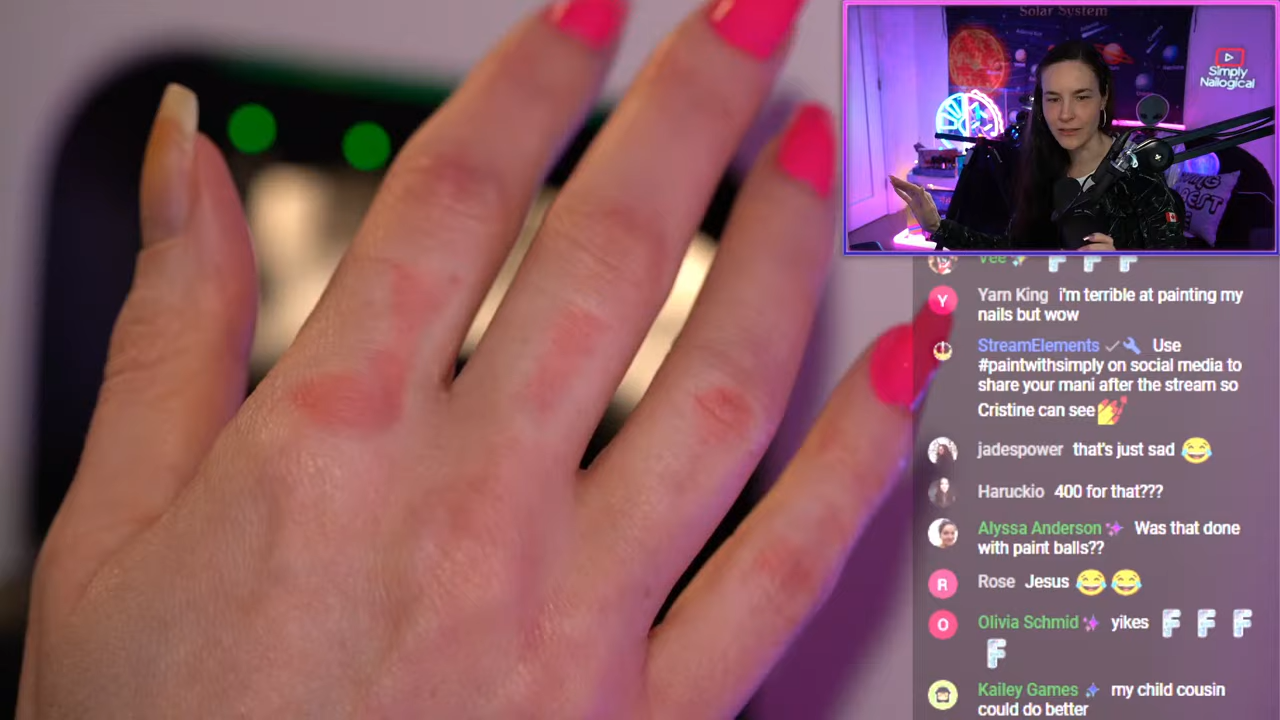 Solar System
Simply
Nailogical
Vee
F F F
Yarn King i'm terrible at painting my
nails but wow
StreamElements Use
#paintwithsimply on social media to
share your mani after the stream so
Cristine can see
jadespower that's just sad
Haruckio 400 for that???
Alyssa Anderson Was that done
with paint balls??
Rose Jesus
Olivia Schmid yikes F F F
F
Kailey Games my child cousin
could do better
Y
R
O